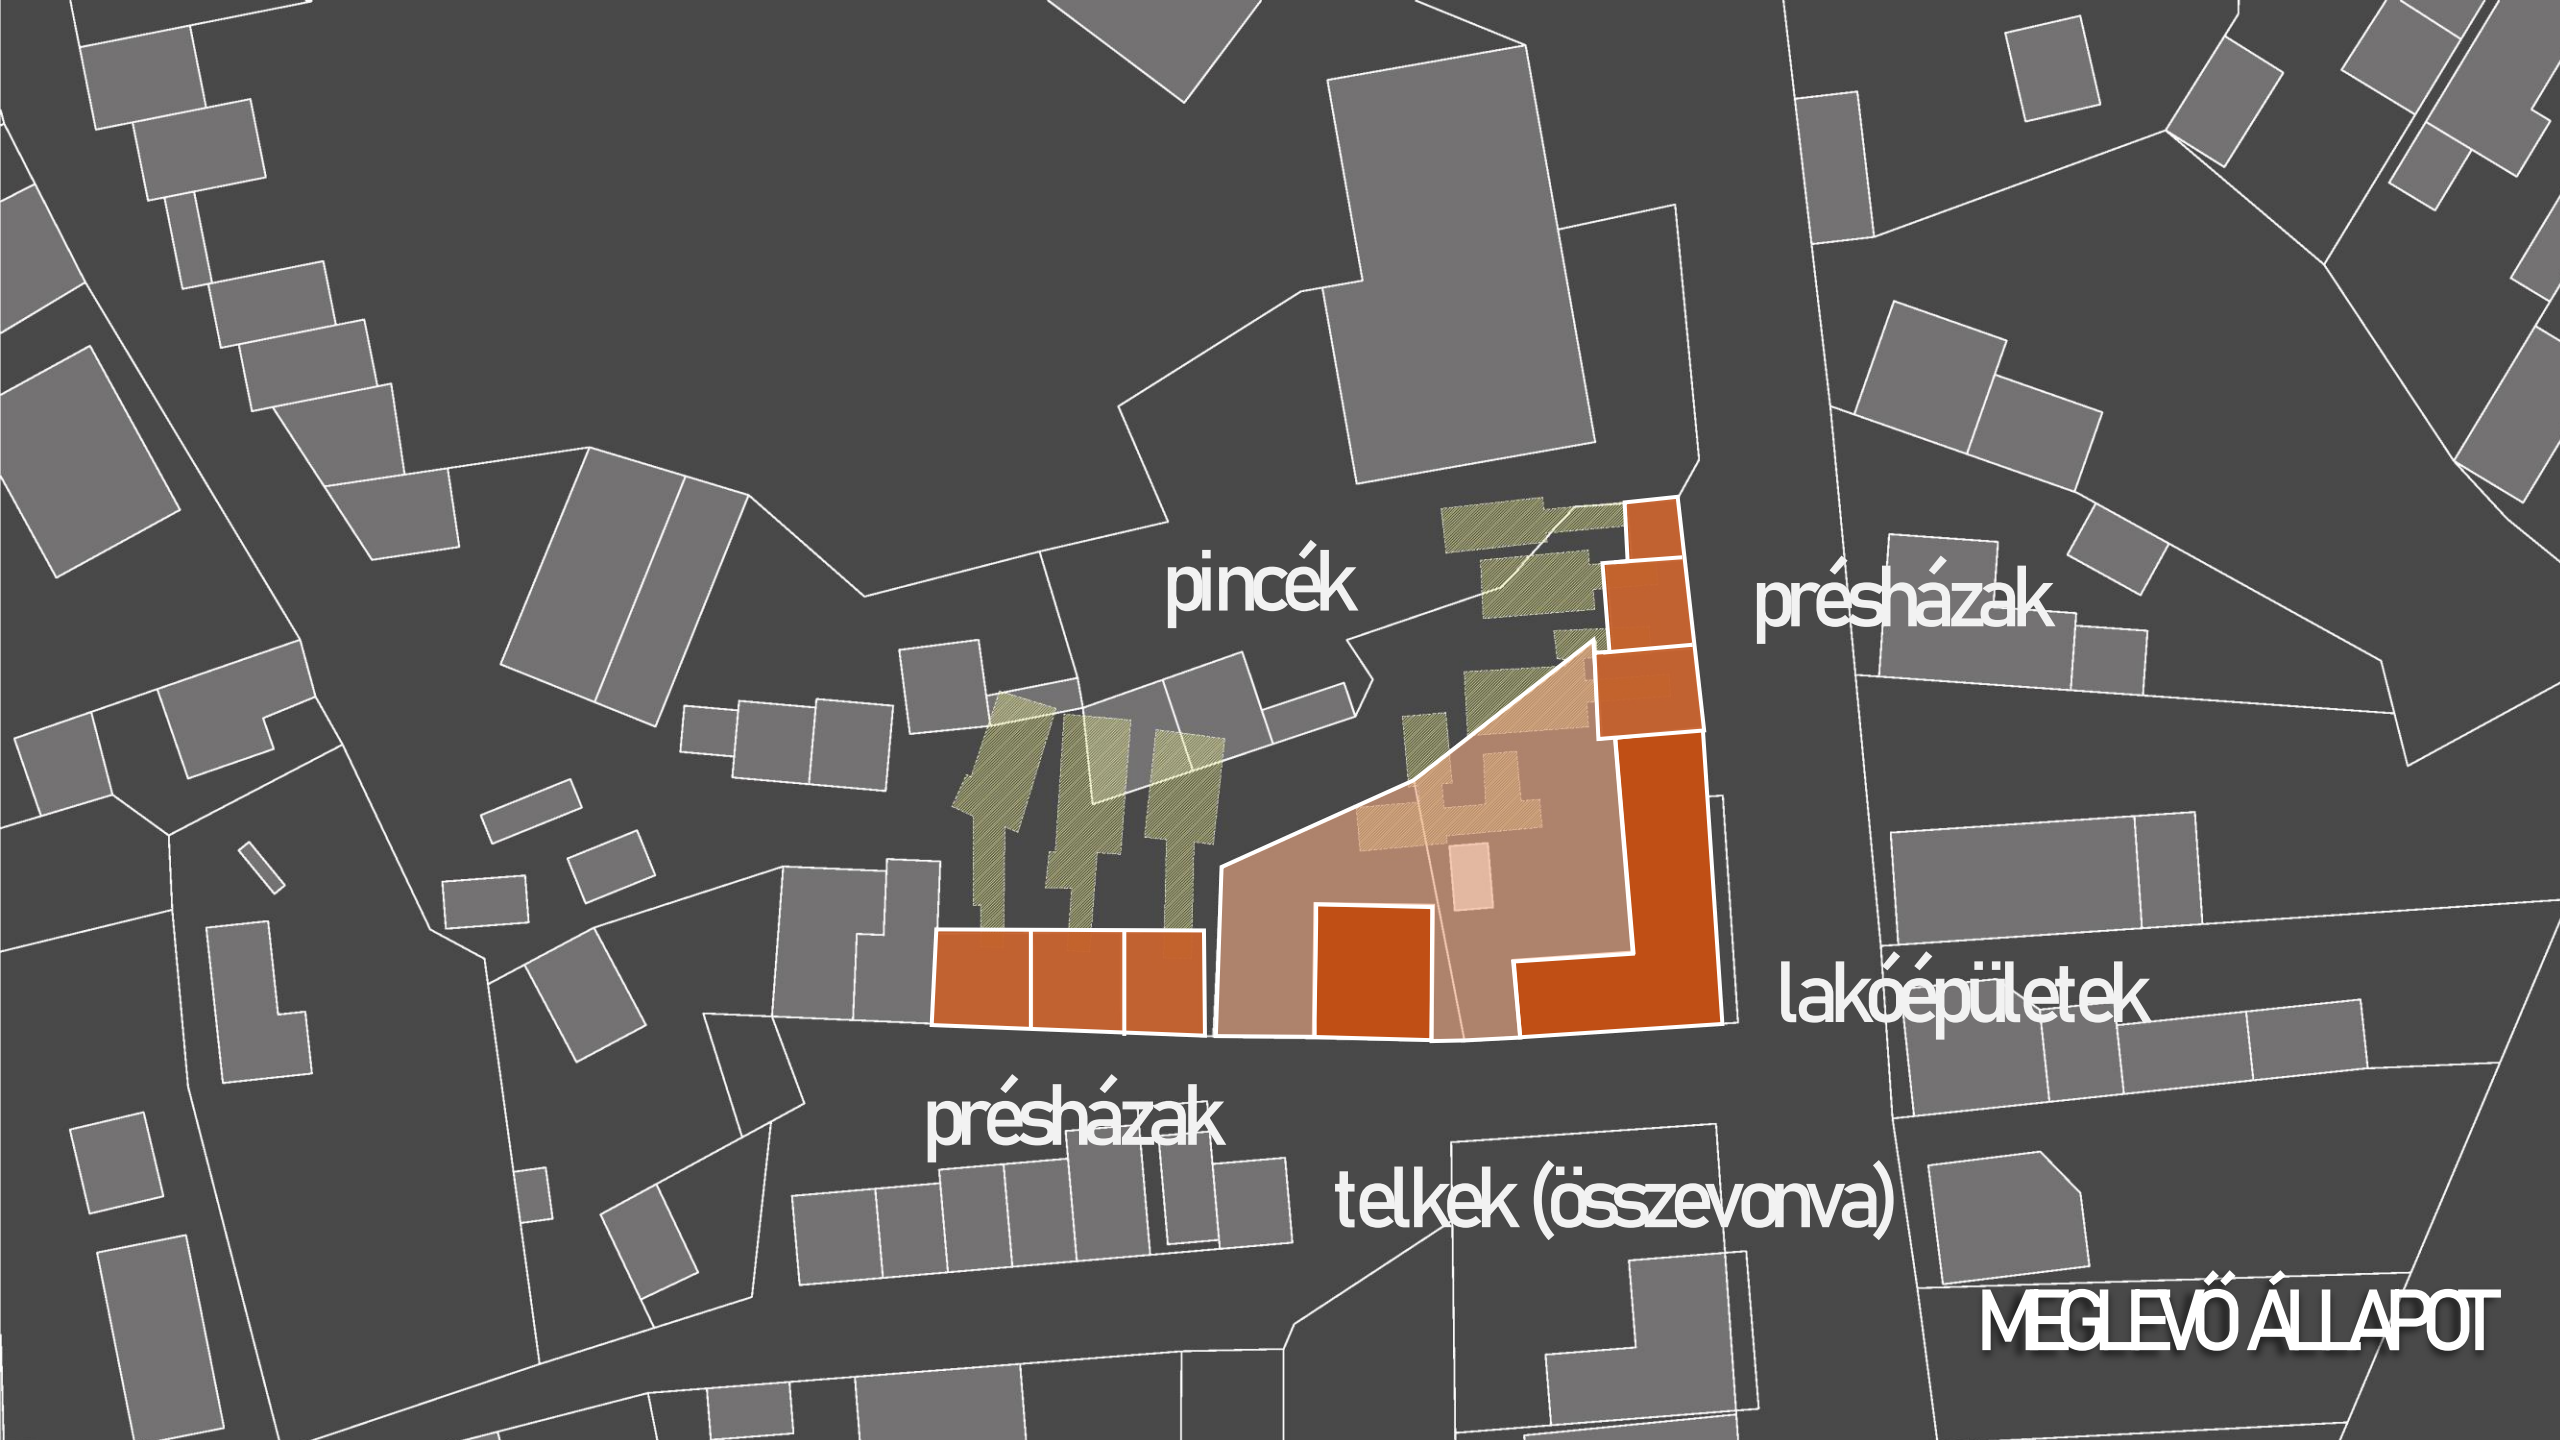 pincék
présházak
lakóépületek
présházak
telkek (összevonva)
MEGLEVŐ ÁLLAPOT